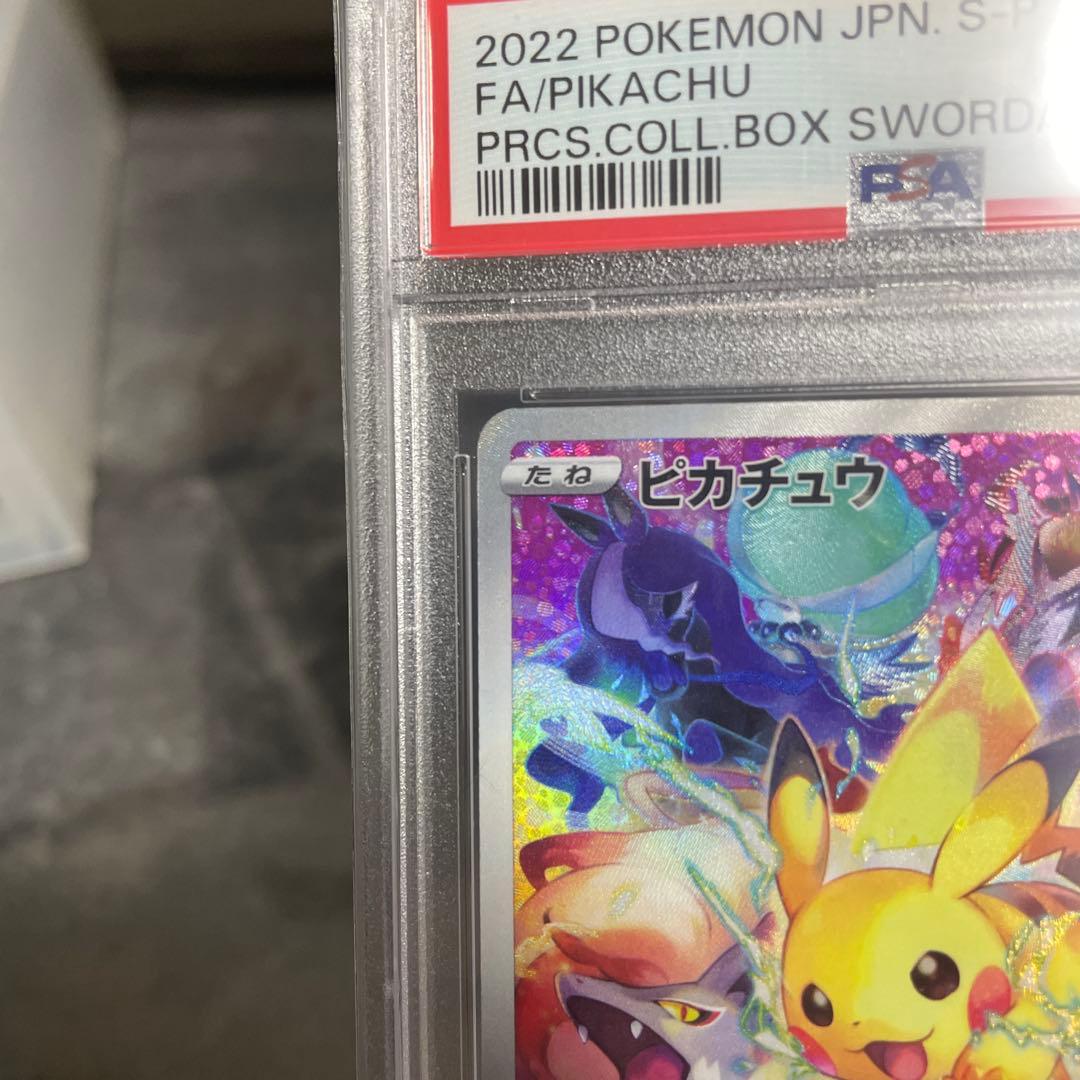 2022 POKEMON JPN. S-P
FA/PIKACHU
PRCS.COLL.BOX SWORD
PSA
たね ピカチュウ